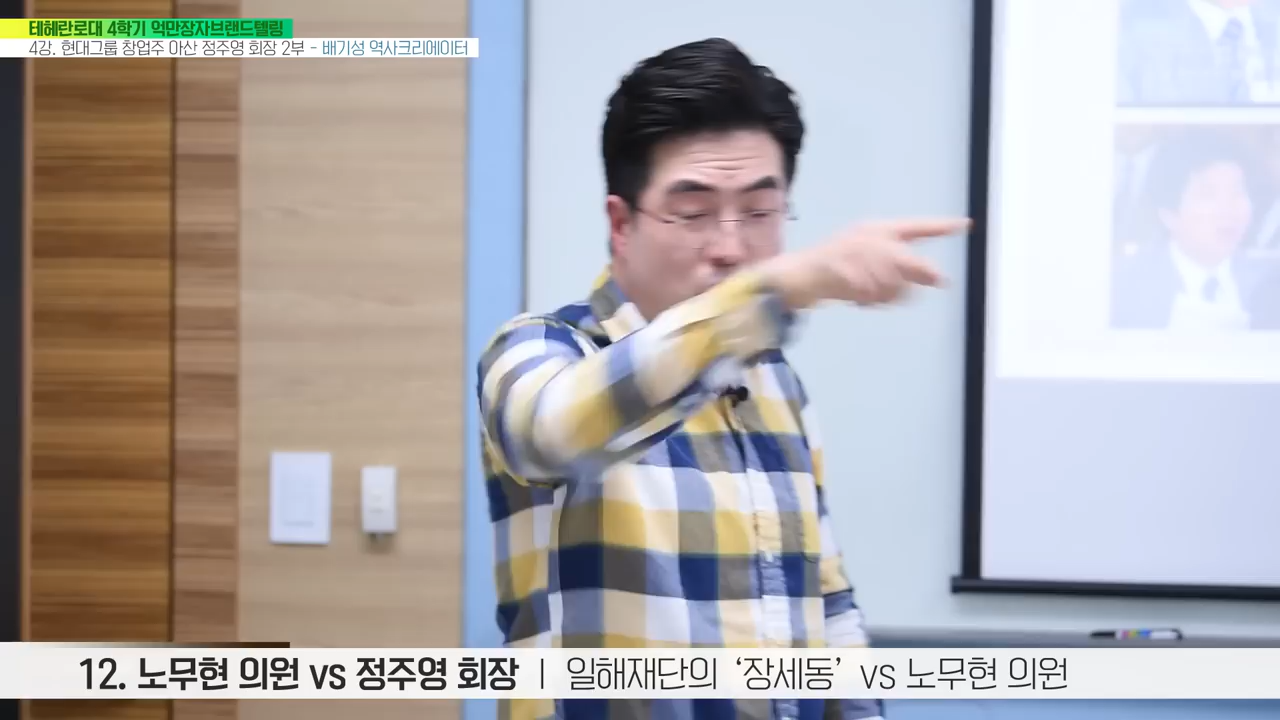 테헤란로대 4학기 억만장자브랜드텔링
4강. 현대그룹 창업주 아산 정주영 회장 2부 - 배기성 역사크리에이터
12. 노무현 의원 vs 정주영 회장 | 일해재단의 ‘장세동’ vs 노무현 의원